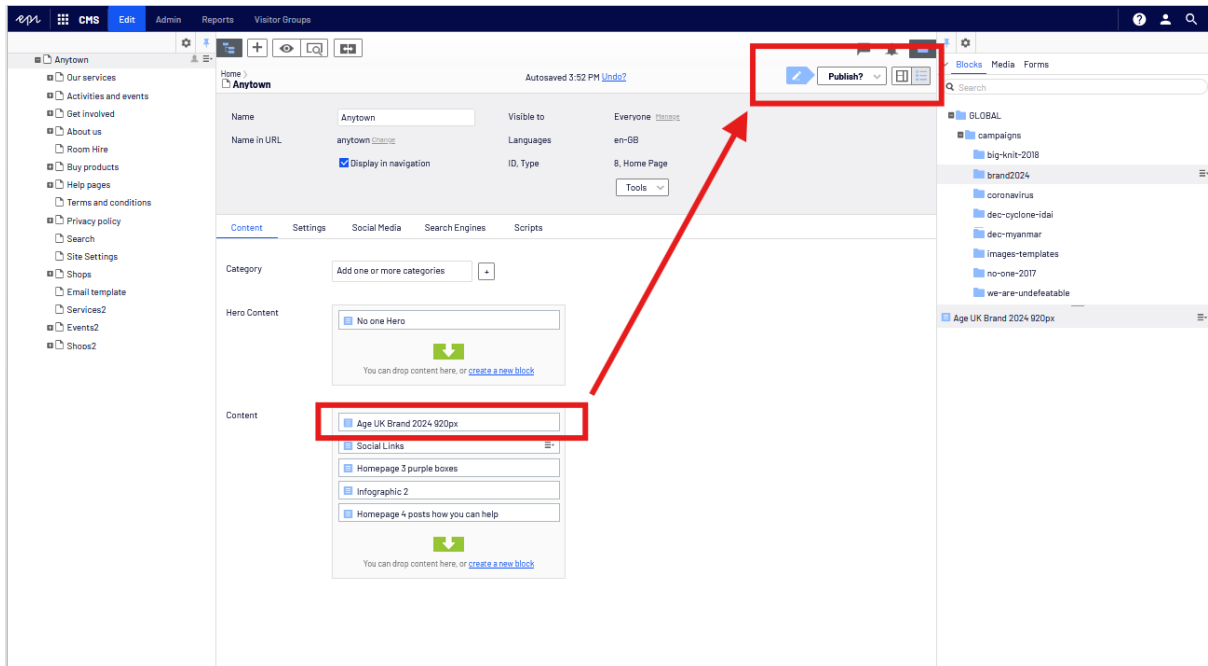 epi CMS Edit Admin Reports Visitor Groups
Anytown
Our services
Activities and events
Get involved
About us
Room Hire
Buy products
Help pages
Terms and conditions
Privacy policy
Search
Site Settings
Shops
Email template
Services2
Events2
Shops2
Home
Anytown
Autosaved 3:52 PM Undo?
Publish?
Name Anytown Visible to Everyone Manage
Name in URL anytown Change Languages en-GB
Display in navigation ID, Type 8, Home Page
Tools
Content Settings Social Media Search Engines Scripts
Category Add one or more categories +
Hero Content No one Hero
You can drop content here, or create a new block
Content Age UK Brand 2024 920px
Social Links
Homepage 3 purple boxes
Infographic 2
Homepage 4 posts how you can help
You can drop content here, or create a new block
Blocks Media Forms
Search
GLOBAL
campaigns
big-knit-2018
brand2024
coronavirus
dec-cyclone-idai
dec-myanmar
images-templates
no-one-2017
we-are-undefeatable
Age UK Brand 2024 920px